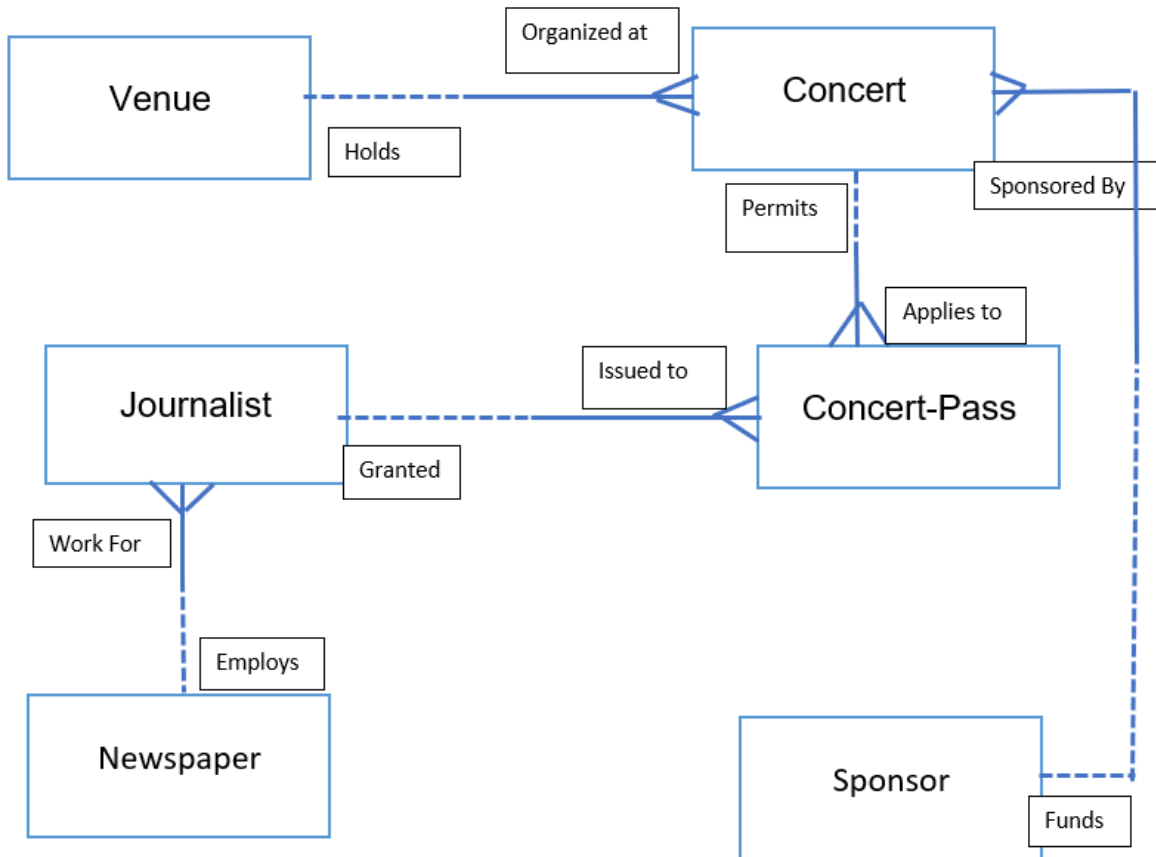 Organized at
Venue
Concert
Holds
Sponsored By
Permits
Applies to
Issued to
Journalist
Concert-Pass
Granted
Work For
Employs
Newspaper
Sponsor
Funds